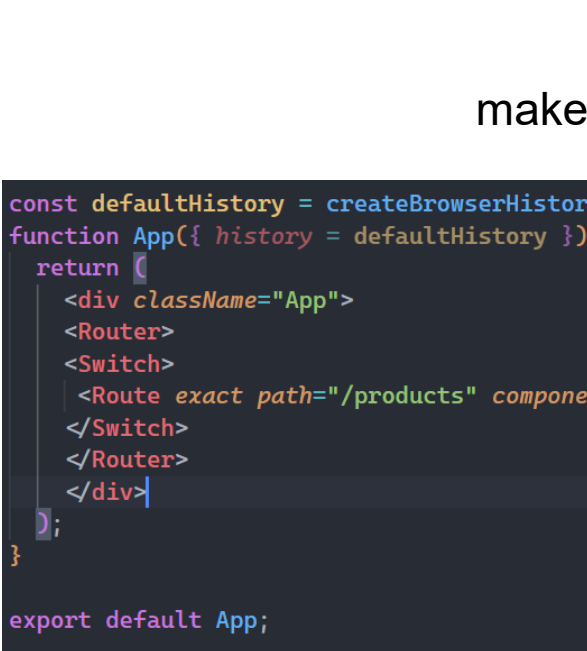 make
const defaultHistory = createBrowserHistor
function App({ history = defaultHistory })
return (
<div className="App">
<Router>
<Switch>
<Route exact path="/products" compone
</Switch>
</Router>
</div>
);
}
export default App;